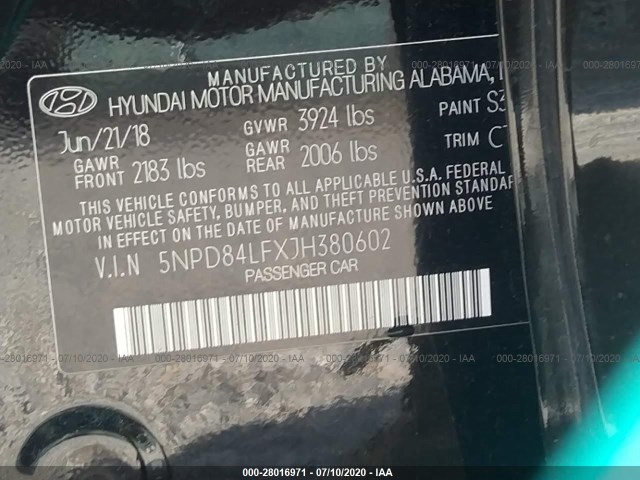 MANUFACTURED BY
HYUNDAI MOTOR MANUFACTURING ALABAMA,
Jun/21/18 GVWR 3924 lbs PAINT S3
GAWR FRONT 2183 lbs GAWR REAR 2006 lbs TRIM
THIS VEHICLE CONFORMS TO ALL APPLICABLE U.S.A. FEDERAL
MOTOR VEHICLE SAFETY, BUMPER, AND THEFT PREVENTION STANDAR
IN EFFECT ON THE DATE OF MANUFACTURE SHOWN ABOVE
V.I.N 5NPD84LFXJH380602
PASSENGER CAR
000-28016971 - 07/10/2020 - IAA